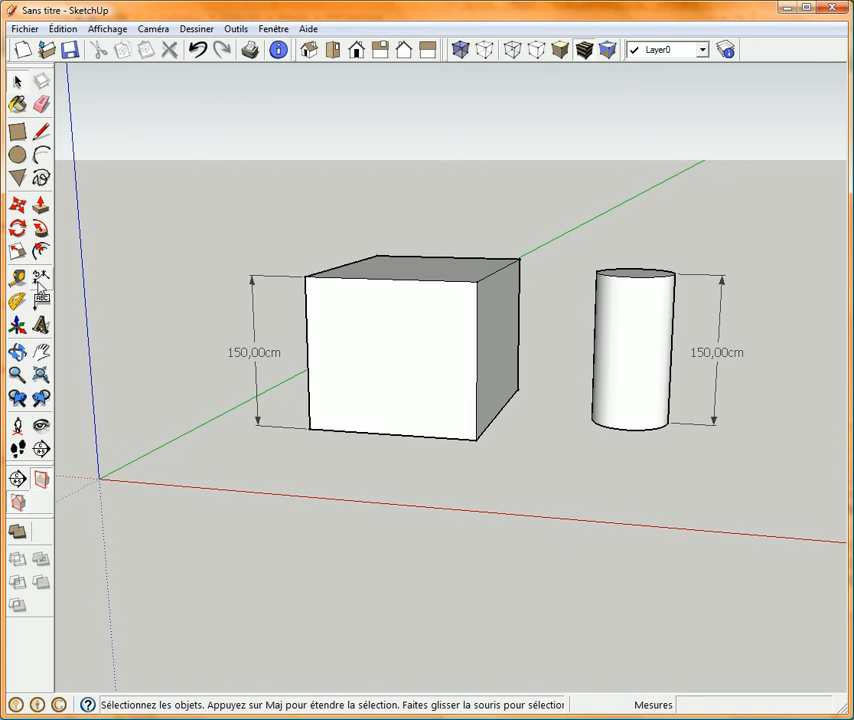 Sans titre - SketchUp
Fichier Édition Affichage Caméra Dessiner Outils Fenêtre Aide
Layer0
ABC
150,00cm
150,00cm
Sélectionnez les objets. Appuyez sur Maj pour étendre la sélection. Faites glisser la souris pour sélection
Mesures